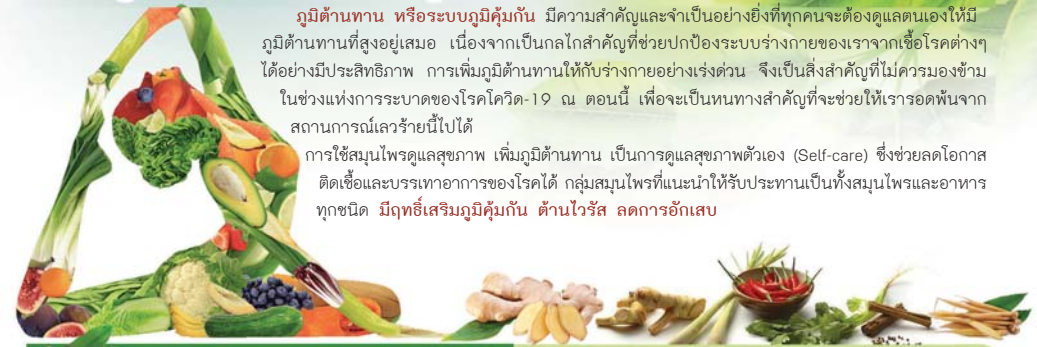 ภูมิต้านทาน หรือระบบภูมิคุ้มกัน มีความสำคัญและจำเป็นอย่างยิ่งที่ทุกคนจะต้องดูแลตนเองให้มี
ภูมิต้านทานที่สูงอยู่เสมอ เนื่องจากเป็นกลไกสำคัญที่ช่วยปกป้องระบบร่างกายของเราจากเชื้อโรคต่างๆ
ได้อย่างมีประสิทธิภาพ การเพิ่มภูมิต้านทานให้กับร่างกายอย่างเร่งด่วน จึงเป็นสิ่งสำคัญที่ไม่ควรมองข้าม
ในช่วงแห่งการระบาดของโรคโควิด-19 ณ ตอนนี้ เพื่อจะเป็นหนทางสำคัญที่จะช่วยให้เรารอดพ้นจาก
สถานการณ์เลวร้ายนี้ไปได้
การใช้สมุนไพรดูแลสุขภาพ เพิ่มภูมิต้านทาน เป็นการดูแลสุขภาพตัวเอง (Self-care) ซึ่งช่วยลดโอกาส
ติดเชื้อและบรรเทาอาการของโรคได้ กลุ่มสมุนไพรที่แนะนำให้รับประทานเป็นทั้งสมุนไพรและอาหาร
ทุกชนิด มีฤทธิ์เสริมภูมิคุ้มกัน ต้านไวรัส ลดการอักเสบ